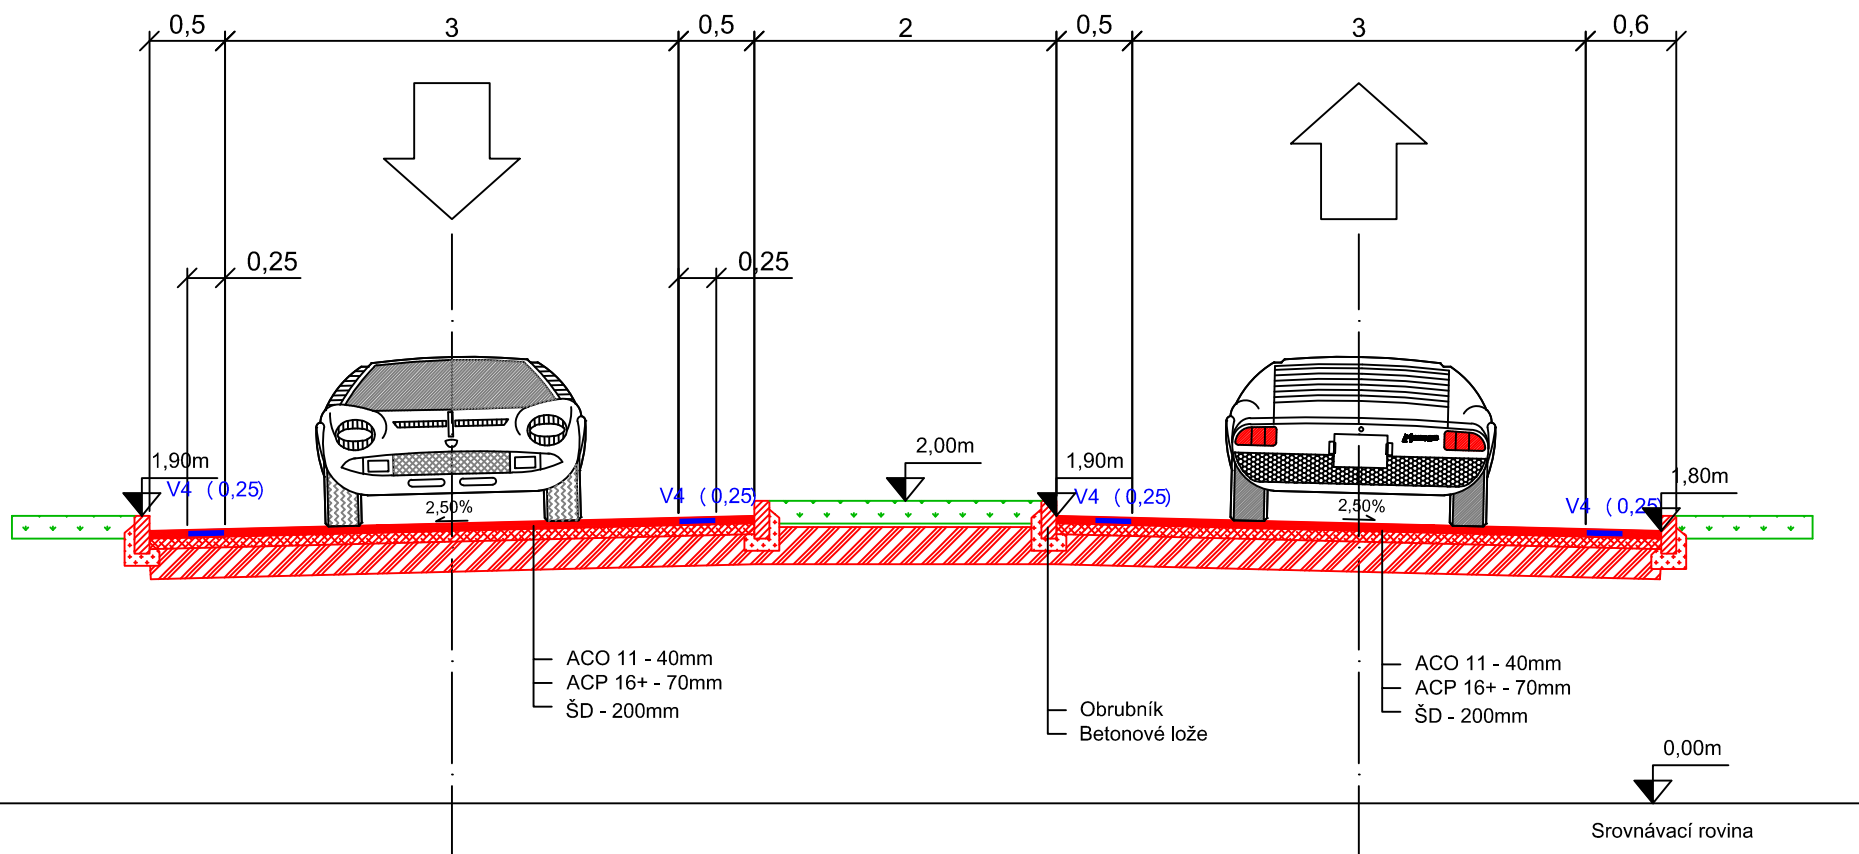 0,5
3
0,5
2
0,5
3
0,6
0,25
0,25
1,90m
V4 (0,25)
2,50%
V4 (0,25)
2,00m
1,90m
V4 (0,25)
2,50%
V4 (0,25)
1,80m
ACO 11 - 40mm
ACP 16+ - 70mm
ŠD - 200mm
Obrubník
Betonové lože
ACO 11 - 40mm
ACP 16+ - 70mm
ŠD - 200mm
0,00m
Srovnávací rovina